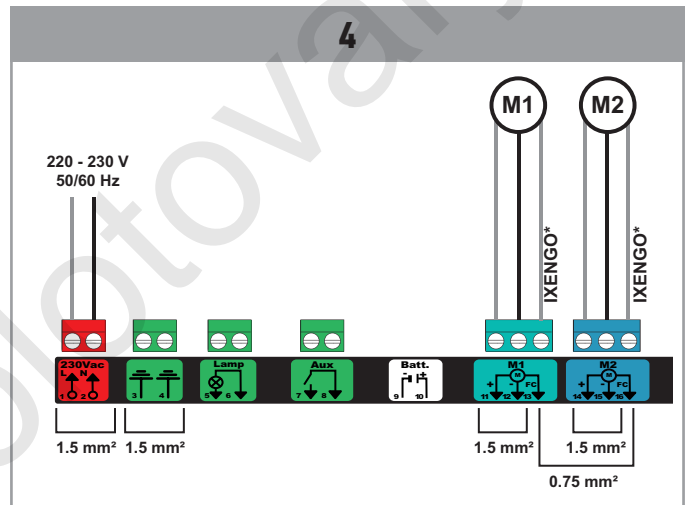 4
M1 M2
220 - 230 V
50/60 Hz
IXENGO* IXENGO*
230Vac Lamp Aux Batt. M1 M2
L N M M
+ FC + FC
- +
1 2 3 4 5 6 7 8 9 10 11 12 13 14 15 16
1.5 mm² 1.5 mm² 1.5 mm² 1.5 mm²
0.75 mm²